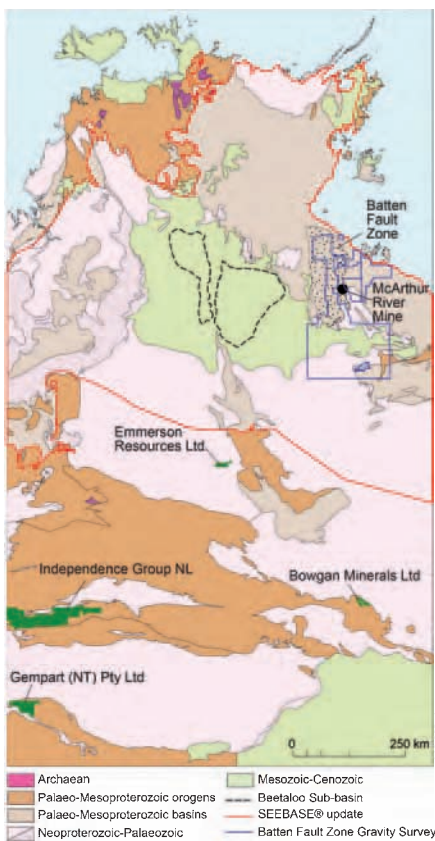 Batten
Fault
Zone
McArthur
River
Mine
Emmerson
Resources Ltd.
Independence Group NL
Bowgan Minerals Ltd
Gempart (NT) Pty Ltd
0 250 km
Archaean
Palaeo-Mesoproterozoic orogens
Palaeo-Mesoproterozoic basins
Neoproterozoic-Palaeozoic
Mesozoic-Cenozoic
Beetaloo Sub-basin
SEEBASE® update
Batten Fault Zone Gravity Survey